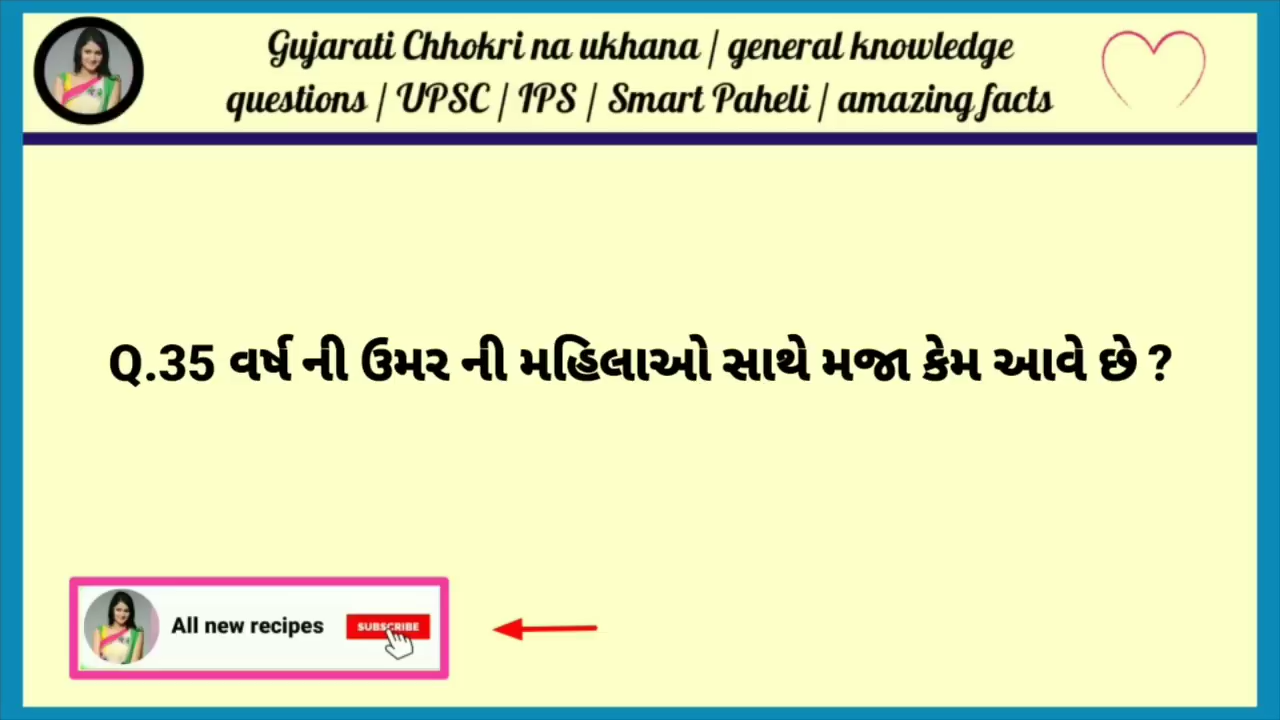 Gujarati Chhokri na ukhana / general knowledge
questions / UPSC / IPS / Smart Paheli / amazing facts
Q.35 વર્ષ ની ઉમર ની મહિલાઓ સાથે મજા કેમ આવે છે ?
All new recipes SUBSCRIBE